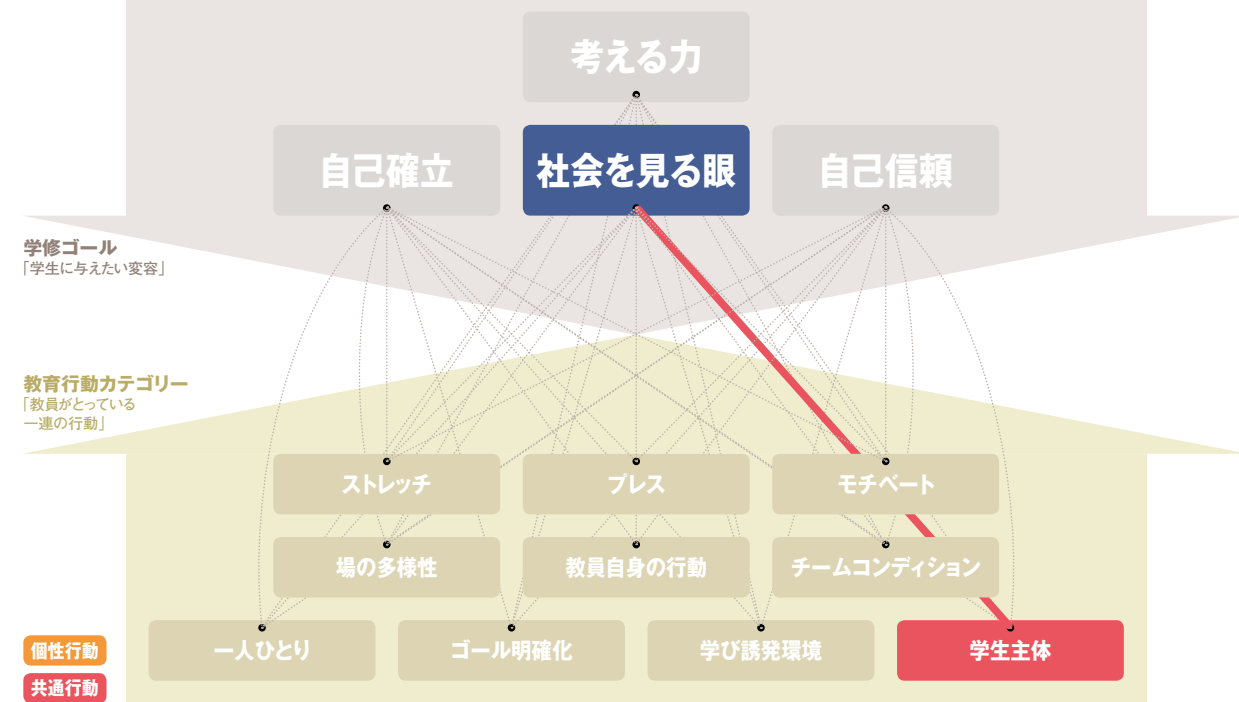 考える力
自己確立
社会を見る眼
自己信頼
学修ゴール
「学生に与えたい変容」
教育行動カテゴリー
「教員がとっている
一連の行動」
ストレッチ
プレス
モチベート
場の多様性
教員自身の行動
チームコンディション
一人ひとり
ゴール明確化
学び誘発環境
学生主体
個性行動
共通行動